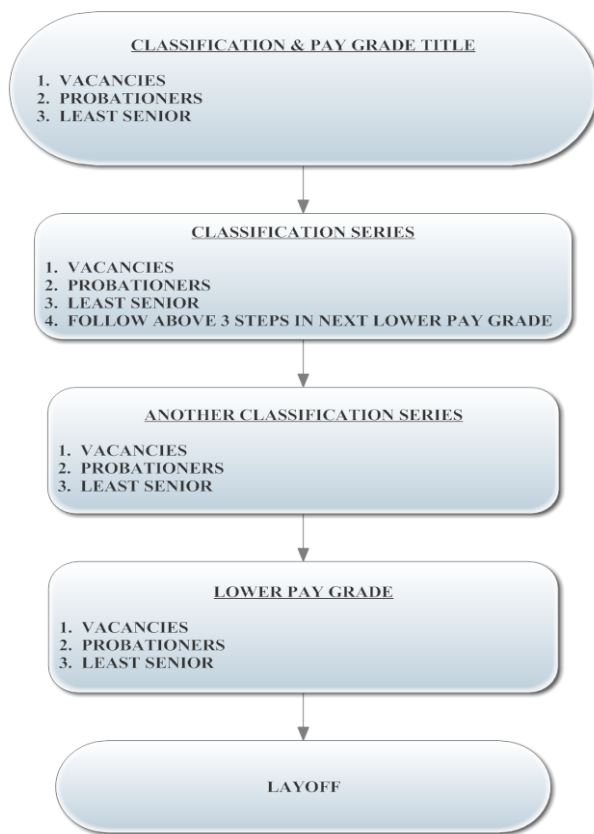 CLASSIFICATION & PAY GRADE TITLE
1. VACANCIES
2. PROBATIONERS
3. LEAST SENIOR
CLASSIFICATION SERIES
1. VACANCIES
2. PROBATIONERS
3. LEAST SENIOR
4. FOLLOW ABOVE 3 STEPS IN NEXT LOWER PAY GRADE
ANOTHER CLASSIFICATION SERIES
1. VACANCIES
2. PROBATIONERS
3. LEAST SENIOR
LOWER PAY GRADE
1. VACANCIES
2. PROBATIONERS
3. LEAST SENIOR
LAYOFF